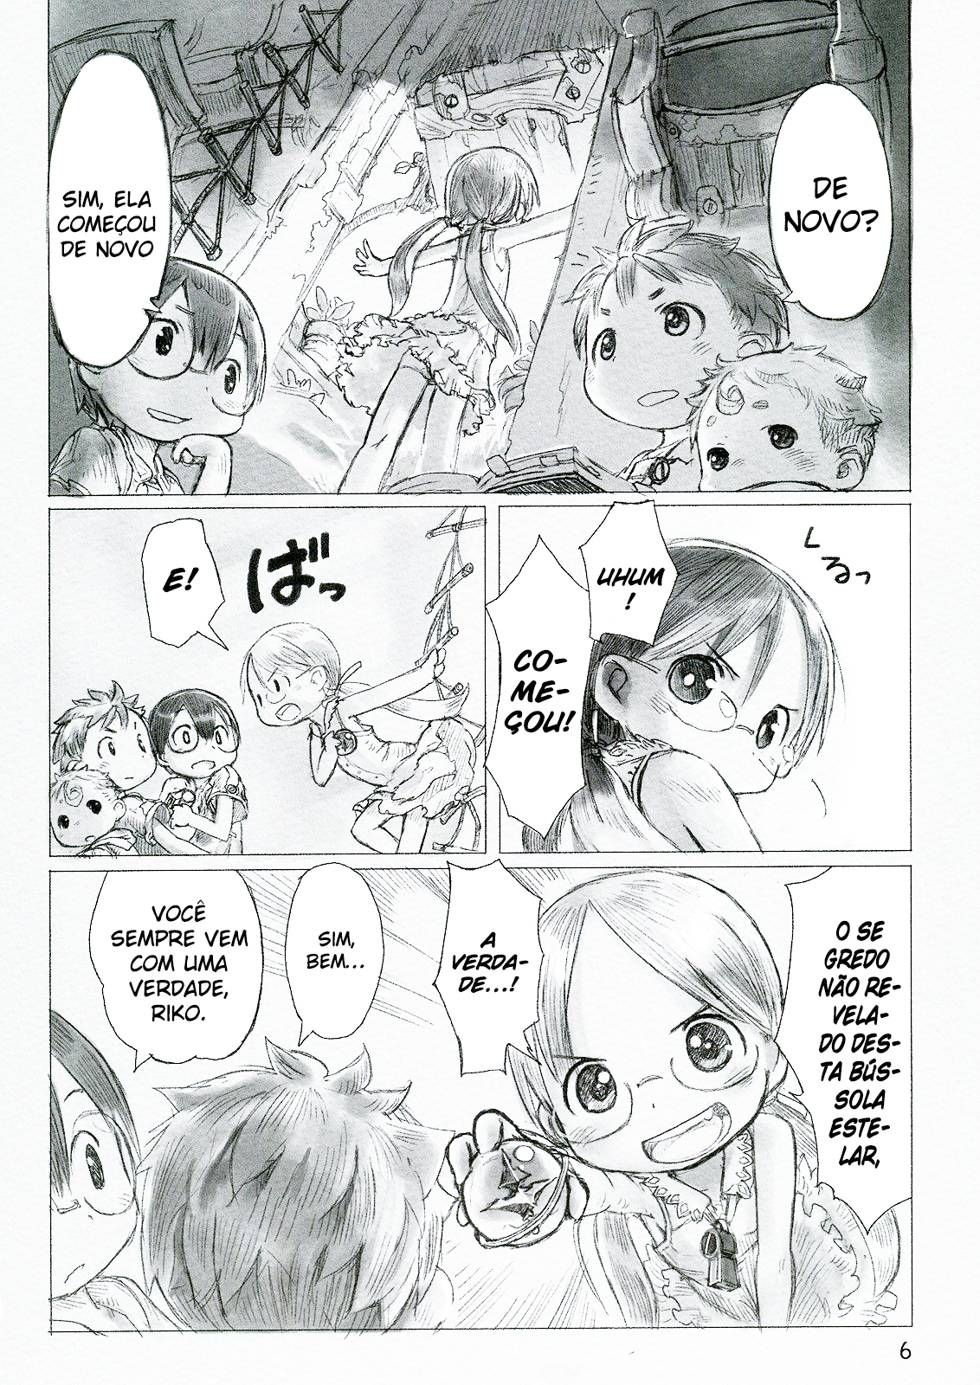 DE
NOVO?
SIM, ELA
COMEÇOU
DE NOVO
UHUM
!
CO-
ME-
ÇOU!
くるっ
ばっ
E!
O SE
GREDO
NÃO RE-
VELA-
DO DES-
TA BÚS-
SOLA
ESTE-
LAR,
A
VERDA-
DE...!
SIM,
BEM...
VOCÊ
SEMPRE VEM
COM UMA
VERDADE,
RIKO.
6